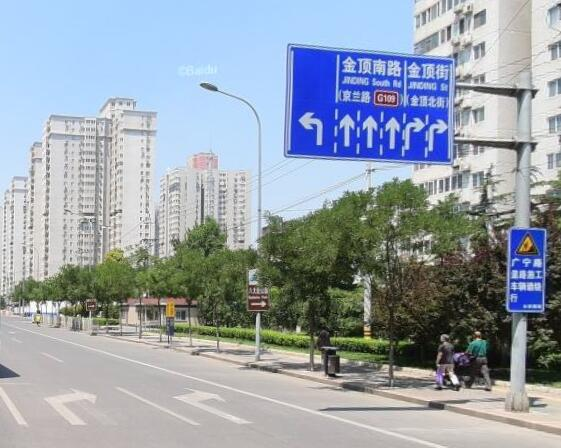 ©Baidu
金顶南路 金顶街
JINDING South Rd JINDING St
(京兰路 G109) (金顶北街)
广宁路
道路施工
车辆请绕
行